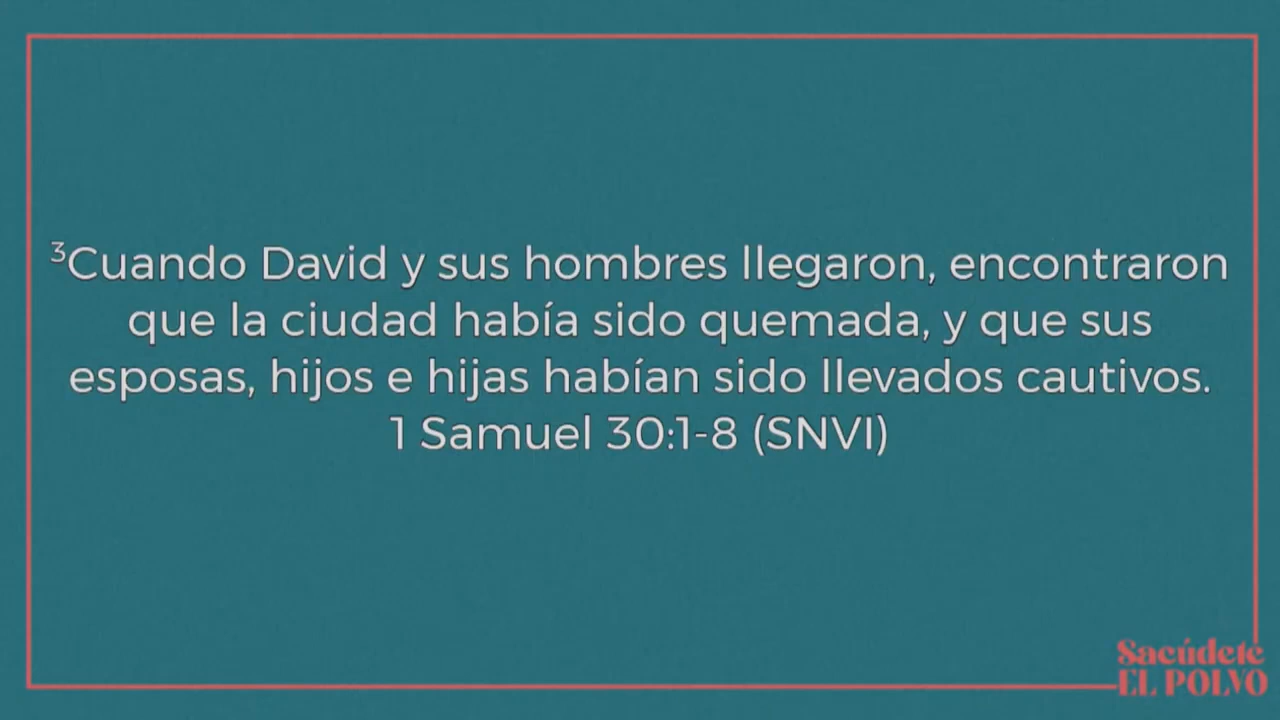 ³Cuando David y sus hombres llegaron, encontraron
que la ciudad había sido quemada, y que sus
esposas, hijos e hijas habían sido llevados cautivos.
1 Samuel 30:1-8 (SNVI)
Sacúdete
EL POLVO